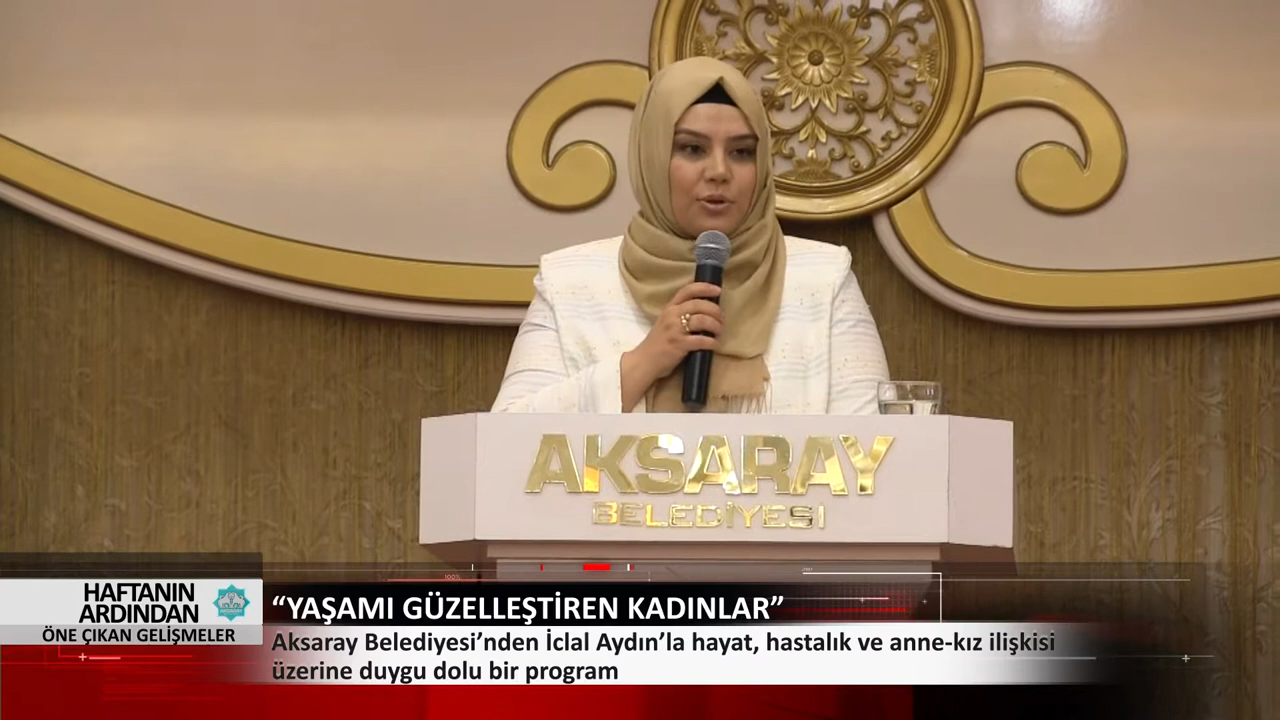 AKSARAY
BELEDİYESİ
HAFTANIN
ARDINDAN
ÖNE ÇIKAN GELİŞMELER
“YAŞAMI GÜZELLEŞTİREN KADINLAR”
Aksaray Belediyesi’nden İclal Aydın’la hayat, hastalık ve anne-kız ilişkisi
üzerine duygu dolu bir program